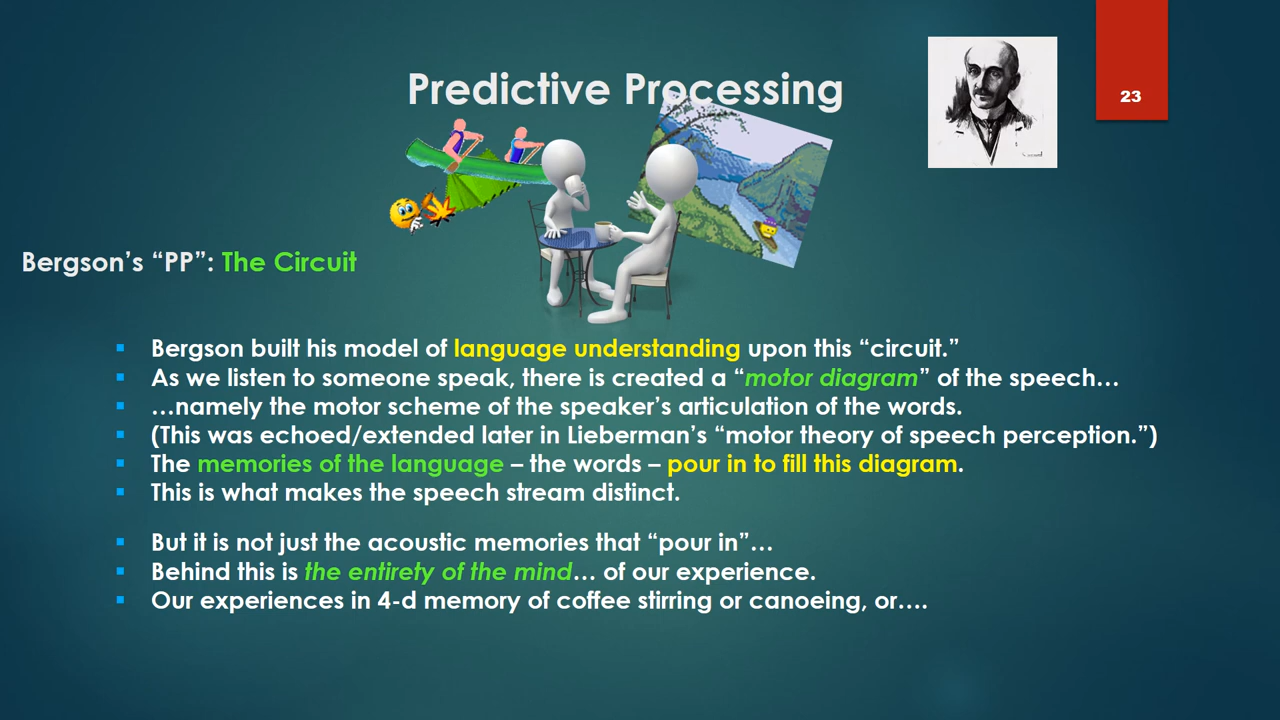 23
Predictive Processing
Bergson’s “PP”: The Circuit
Bergson built his model of language understanding upon this “circuit.”
As we listen to someone speak, there is created a “motor diagram” of the speech…
…namely the motor scheme of the speaker’s articulation of the words.
(This was echoed/extended later in Lieberman’s “motor theory of speech perception.”)
The memories of the language – the words – pour in to fill this diagram.
This is what makes the speech stream distinct.
But it is not just the acoustic memories that “pour in”…
Behind this is the entirety of the mind… of our experience.
Our experiences in 4-d memory of coffee stirring or canoeing, or….